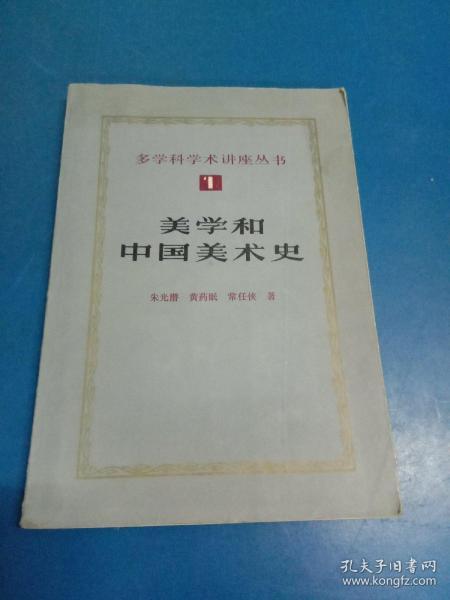 多学科学术讲座丛书
1
美学和
中国美术史
朱光潜 黄药眠 常任侠 著
孔夫子旧书网
www.kongfz.com